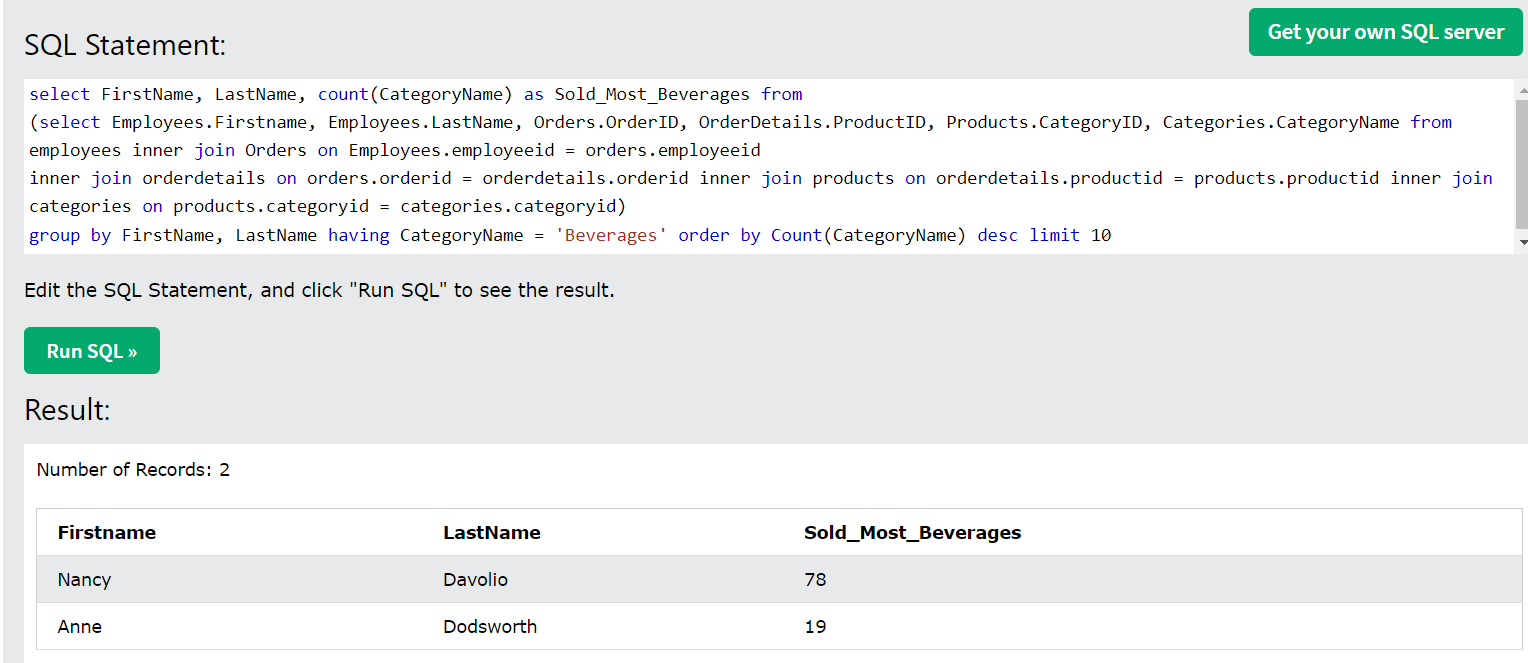 Get your own SQL server
SQL Statement:
select FirstName, LastName, count(CategoryName) as Sold_Most_Beverages from
(select Employees.Firstname, Employees.LastName, Orders.OrderID, OrderDetails.ProductID, Products.CategoryID, Categories.CategoryName from
employees inner join Orders on Employees.employeeid = orders.employeeid
inner join orderdetails on orders.orderid = orderdetails.orderid inner join products on orderdetails.productid = products.productid inner join
categories on products.categoryid = categories.categoryid)
group by FirstName, LastName having CategoryName = 'Beverages' order by Count(CategoryName) desc limit 10
Edit the SQL Statement, and click "Run SQL" to see the result.
Run SQL »
Result:
Number of Records: 2
Firstname LastName Sold_Most_Beverages
Nancy Davolio 78
Anne Dodsworth 19